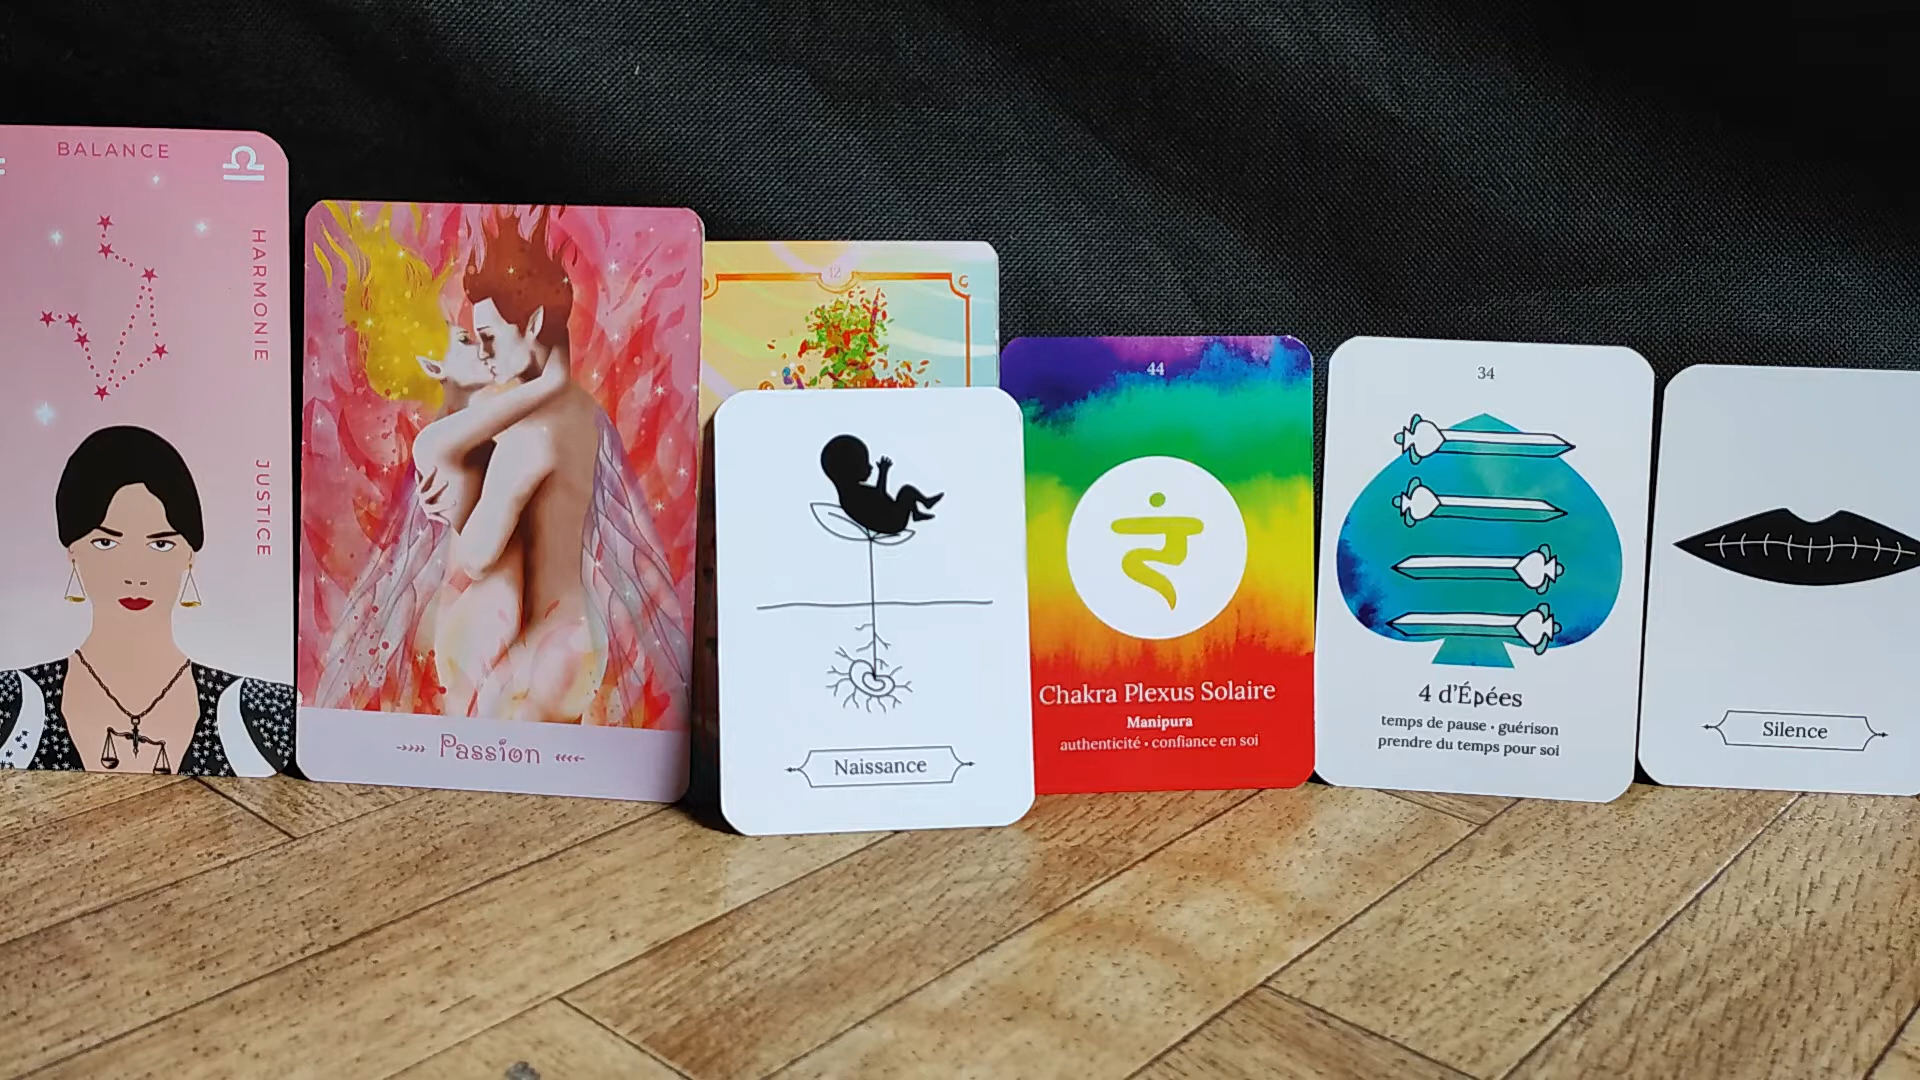 BALANCE
HARMONIE
JUSTICE
Passion
12
Naissance
44
रं
Chakra Plexus Solaire
Manipura
authenticité • confiance en soi
34
4 d'Épées
temps de pause • guérison
prendre du temps pour soi
Silence